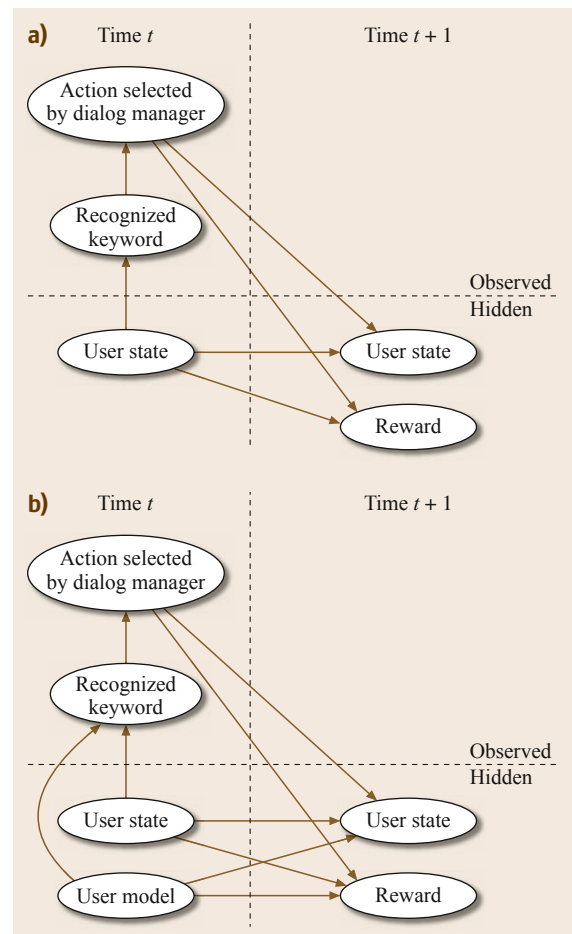 a)
Time t
Time t + 1
Action selected
by dialog manager
Recognized
keyword
Observed
Hidden
User state
User state
Reward
b)
Time t
Time t + 1
Action selected
by dialog manager
Recognized
keyword
Observed
Hidden
User state
User state
User model
Reward